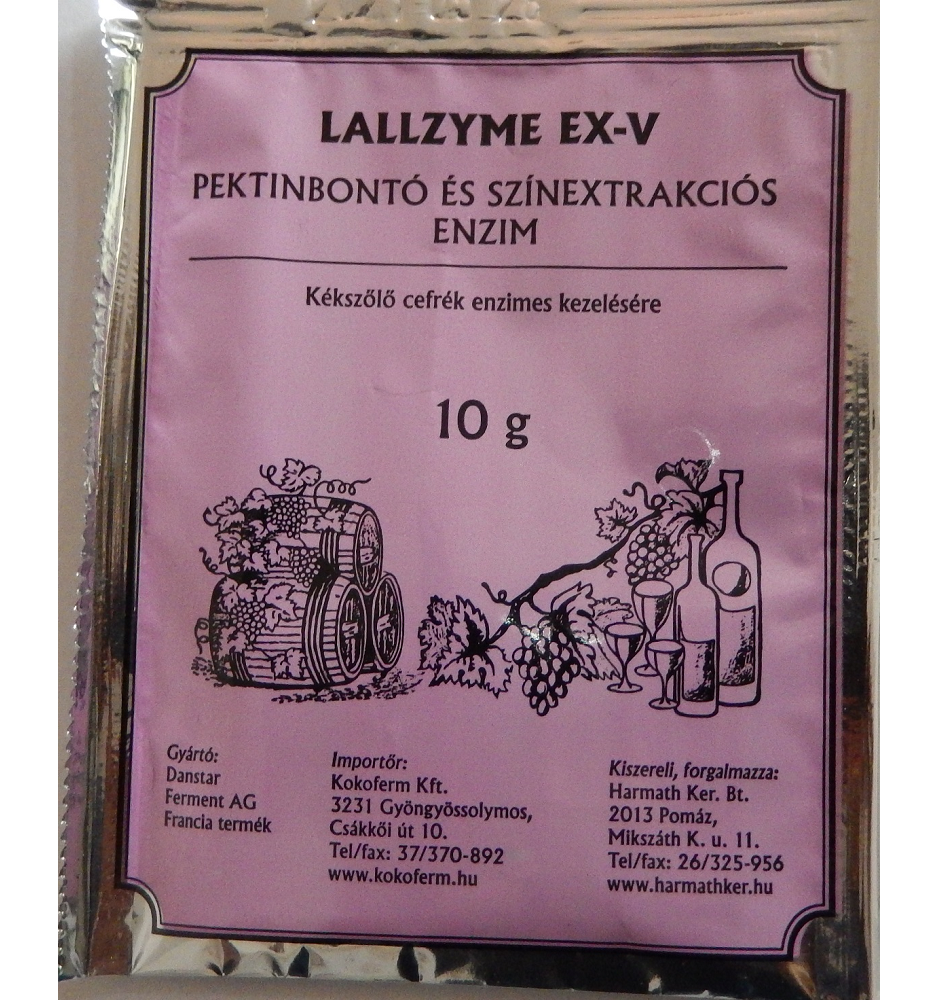 LALLZYME EX-V
PEKTINBONTÓ ÉS SZÍNEXTRAKCIÓS
ENZIM
Kékszőlő cefrék enzimes kezelésére
10 g
Gyártó:
Danstar
Ferment AG
Francia termék
Importőr:
Kokoferm Kft.
3231 Gyöngyössolymos,
Csákkői út 10.
Tel/fax: 37/370-892
www.kokoferm.hu
Kiszereli, forgalmazza:
Harmath Ker. Bt.
2013 Pomáz,
Mikszáth K. u. 11.
Tel/fax: 26/325-956
www.harmathker.hu